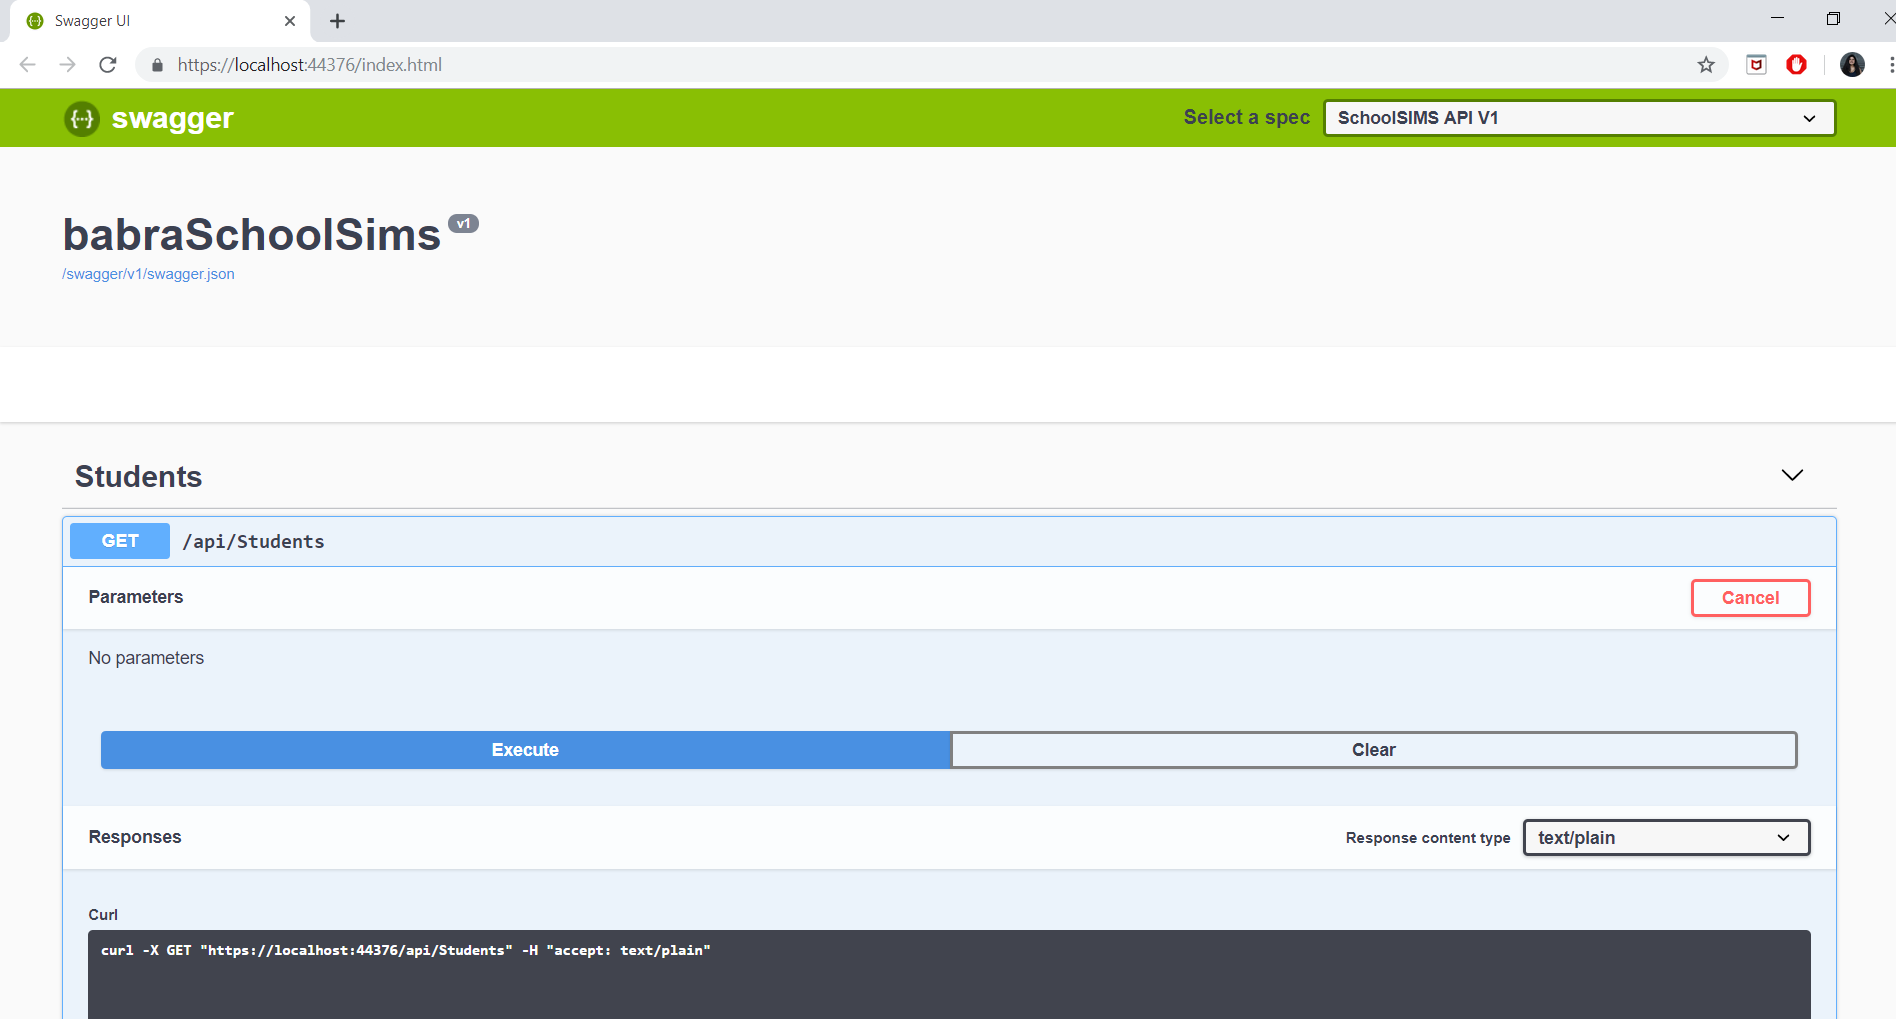 Swagger UI
https://localhost:44376/index.html
{···} swagger
Select a spec
SchoolSIMS API V1
babraSchoolSims v1
/swagger/v1/swagger.json
Students
GET /api/Students
Parameters
Cancel
No parameters
Execute
Clear
Responses
Response content type
text/plain
Curl
curl -X GET "https://localhost:44376/api/Students" -H "accept: text/plain"